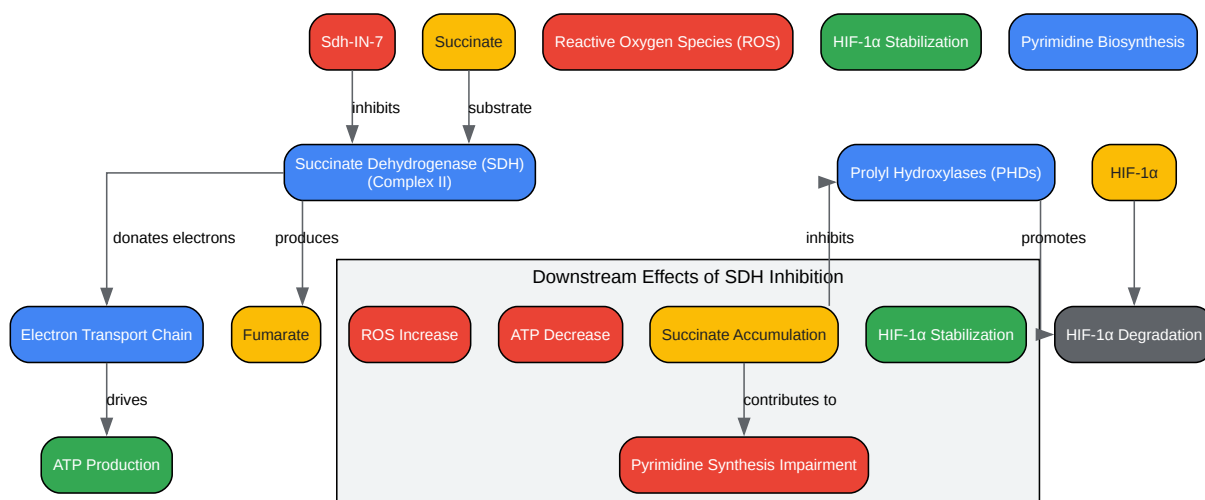 Sdh-IN-7
Succinate
Reactive Oxygen Species (ROS)
HIF-1α Stabilization
Pyrimidine Biosynthesis
inhibits
substrate
Succinate Dehydrogenase (SDH)
(Complex II)
Prolyl Hydroxylases (PHDs)
HIF-1α
donates electrons
produces
inhibits
promotes
Downstream Effects of SDH Inhibition
Electron Transport Chain
Fumarate
ROS Increase
ATP Decrease
Succinate Accumulation
HIF-1α Stabilization
HIF-1α Degradation
drives
contributes to
ATP Production
Pyrimidine Synthesis Impairment